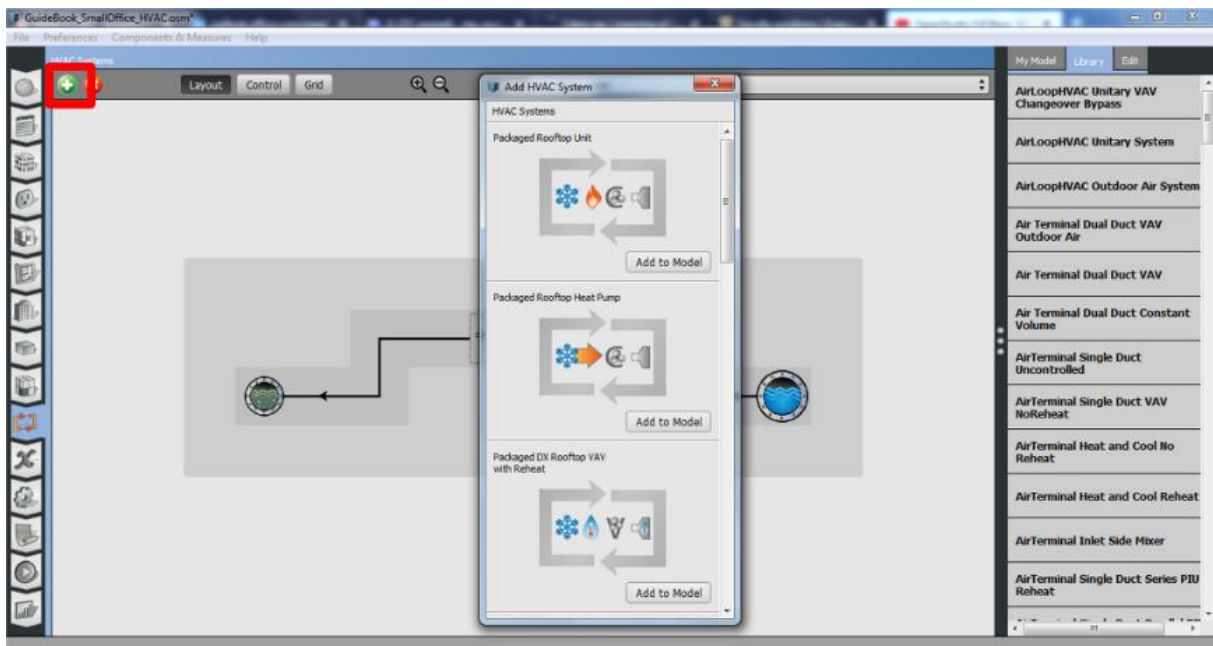 GuideBook_SmallOffice_HVAC.osm*
File Preferences Components & Measures Help
HVAC Systems
My Model Library Edit
Layout Control Grid
Add HVAC System
HVAC Systems
Packaged Rooftop Unit
Add to Model
Packaged Rooftop Heat Pump
Add to Model
Packaged DX Rooftop VAV
with Reheat
Add to Model
AirLoopHVAC Unitary VAV
Changeover Bypass
AirLoopHVAC Unitary System
AirLoopHVAC Outdoor Air System
Air Terminal Dual Duct VAV
Outdoor Air
Air Terminal Dual Duct VAV
Air Terminal Dual Duct Constant
Volume
AirTerminal Single Duct
Uncontrolled
AirTerminal Single Duct VAV
NoReheat
AirTerminal Heat and Cool No
Reheat
AirTerminal Heat and Cool Reheat
AirTerminal Inlet Side Mixer
AirTerminal Single Duct Series PIU
Reheat